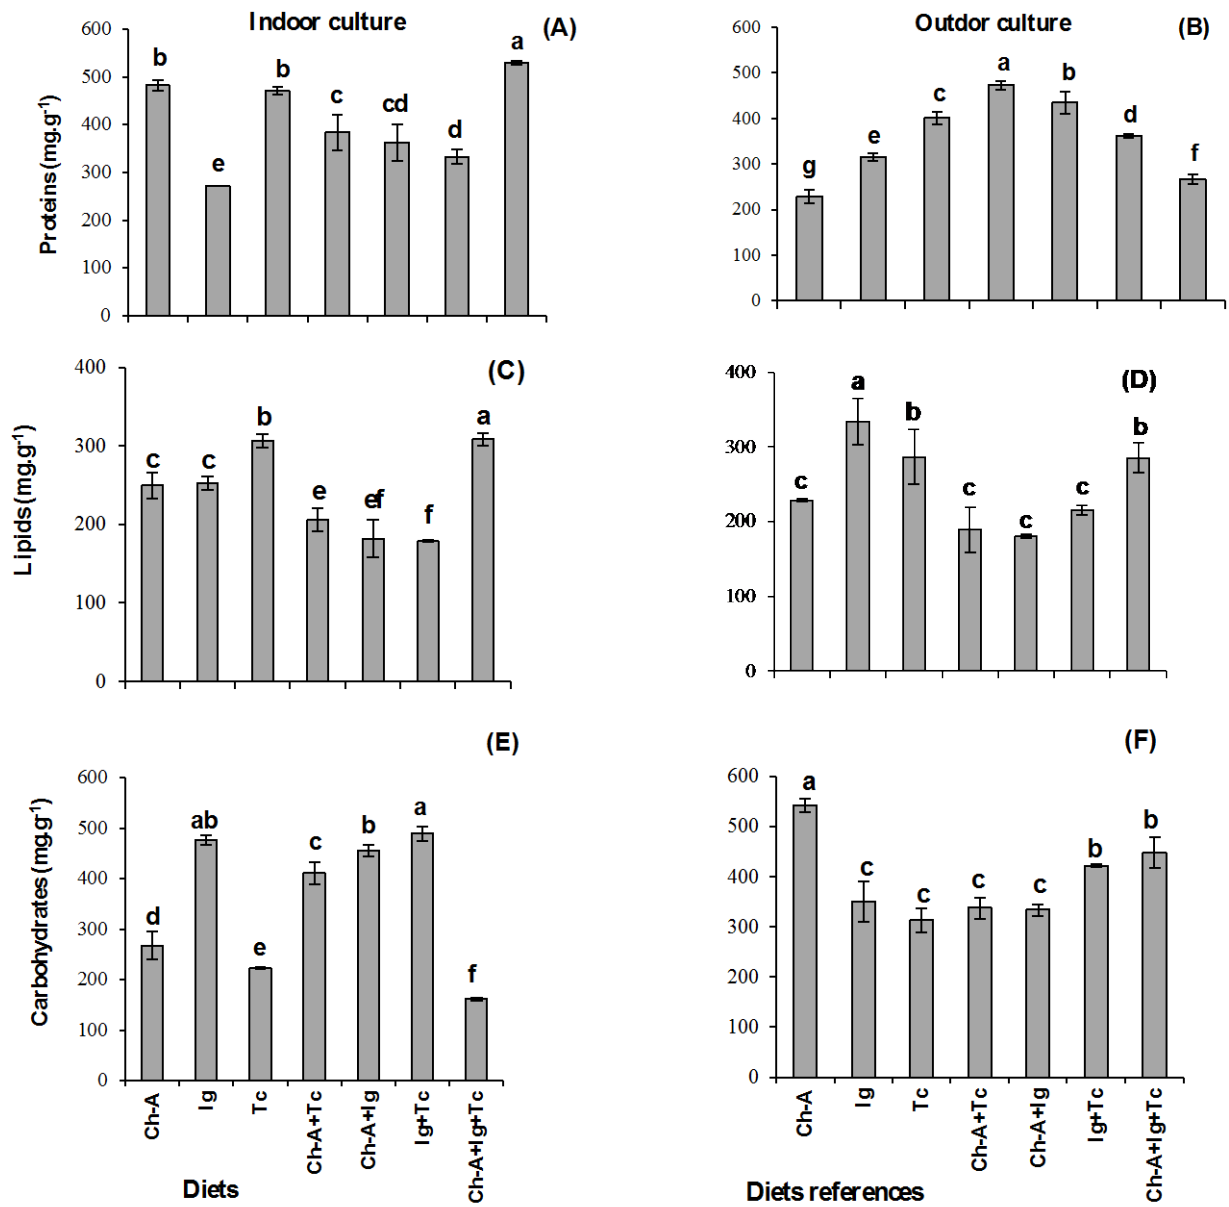 Indoor culture
(A)
Proteins (mg.g-1)
600
500
400
300
200
100
0
b
e
b
c
cd
d
a
Outdor culture
(B)
600
500
400
300
200
100
0
g
e
c
a
b
d
f
(C)
Lipids (mg.g-1)
400
300
200
100
0
c
c
b
e
ef
f
a
(D)
400
300
200
100
0
c
a
b
c
c
c
b
(E)
Carbohydrates (mg.g-1)
600
500
400
300
200
100
0
d
ab
e
c
b
a
f
Ch-A
Ig
Tc
Ch-A+Tc
Ch-A+Ig
Ig+Tc
Ch-A+Ig+Tc
Diets
(F)
600
500
400
300
200
100
0
a
c
c
c
c
b
b
Ch-A
Ig
Tc
Ch-A+Tc
Ch-A+Ig
Ig+Tc
Ch-A+Ig+Tc
Diets references